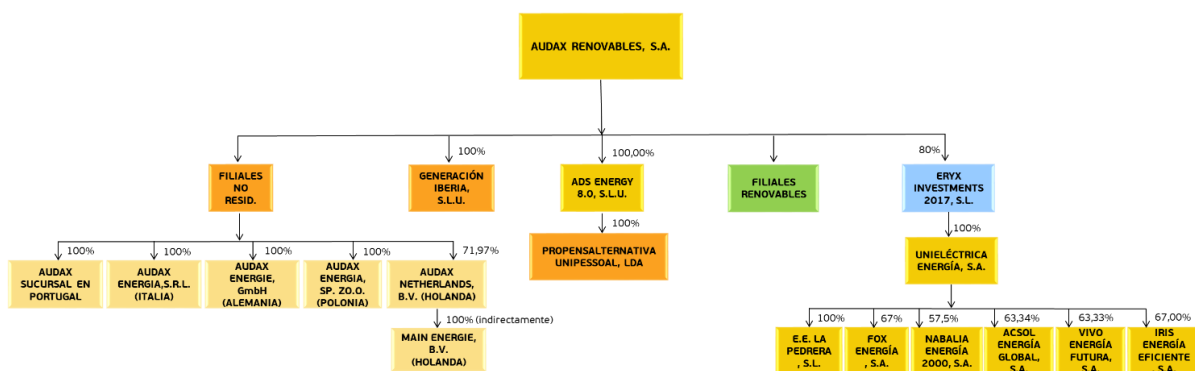 AUDAX RENOVABLES, S.A.
100%
100,00%
80%
FILIALES
NO
RESID.
GENERACIÓN
IBERIA,
S.L.U.
ADS ENERGY
8.0, S.L.U.
FILIALES
RENOVABLES
ERYX
INVESTMENTS
2017, S.L.
100%
100%
PROPENSALTERNATIVA
UNIPESSOAL, LDA
UNIELÉCTRICA
ENERGÍA, S.A.
100%
100%
100%
100%
71,97%
AUDAX
SUCURSAL EN
PORTUGAL
AUDAX
ENERGIA,S.R.L.
(ITALIA)
AUDAX
ENERGIE,
GmbH
(ALEMANIA)
AUDAX
ENERGIA,
SP. ZO.O.
(POLONIA)
AUDAX
NETHERLANDS,
B.V. (HOLANDA)
100% (indirectamente)
MAIN ENERGIE,
B.V.
(HOLANDA)
100%
67%
57,5%
63,34%
63,33%
67,00%
E.E. LA
PEDRERA
, S.L.
FOX
ENERGÍA
, S.A.
NABALIA
ENERGÍA
2000, S.A.
ACSOL
ENERGÍA
GLOBAL,
S.A.
VIVO
ENERGÍA
FUTURA,
S.A.
IRIS
ENERGÍA
EFICIENTE
, S.A.